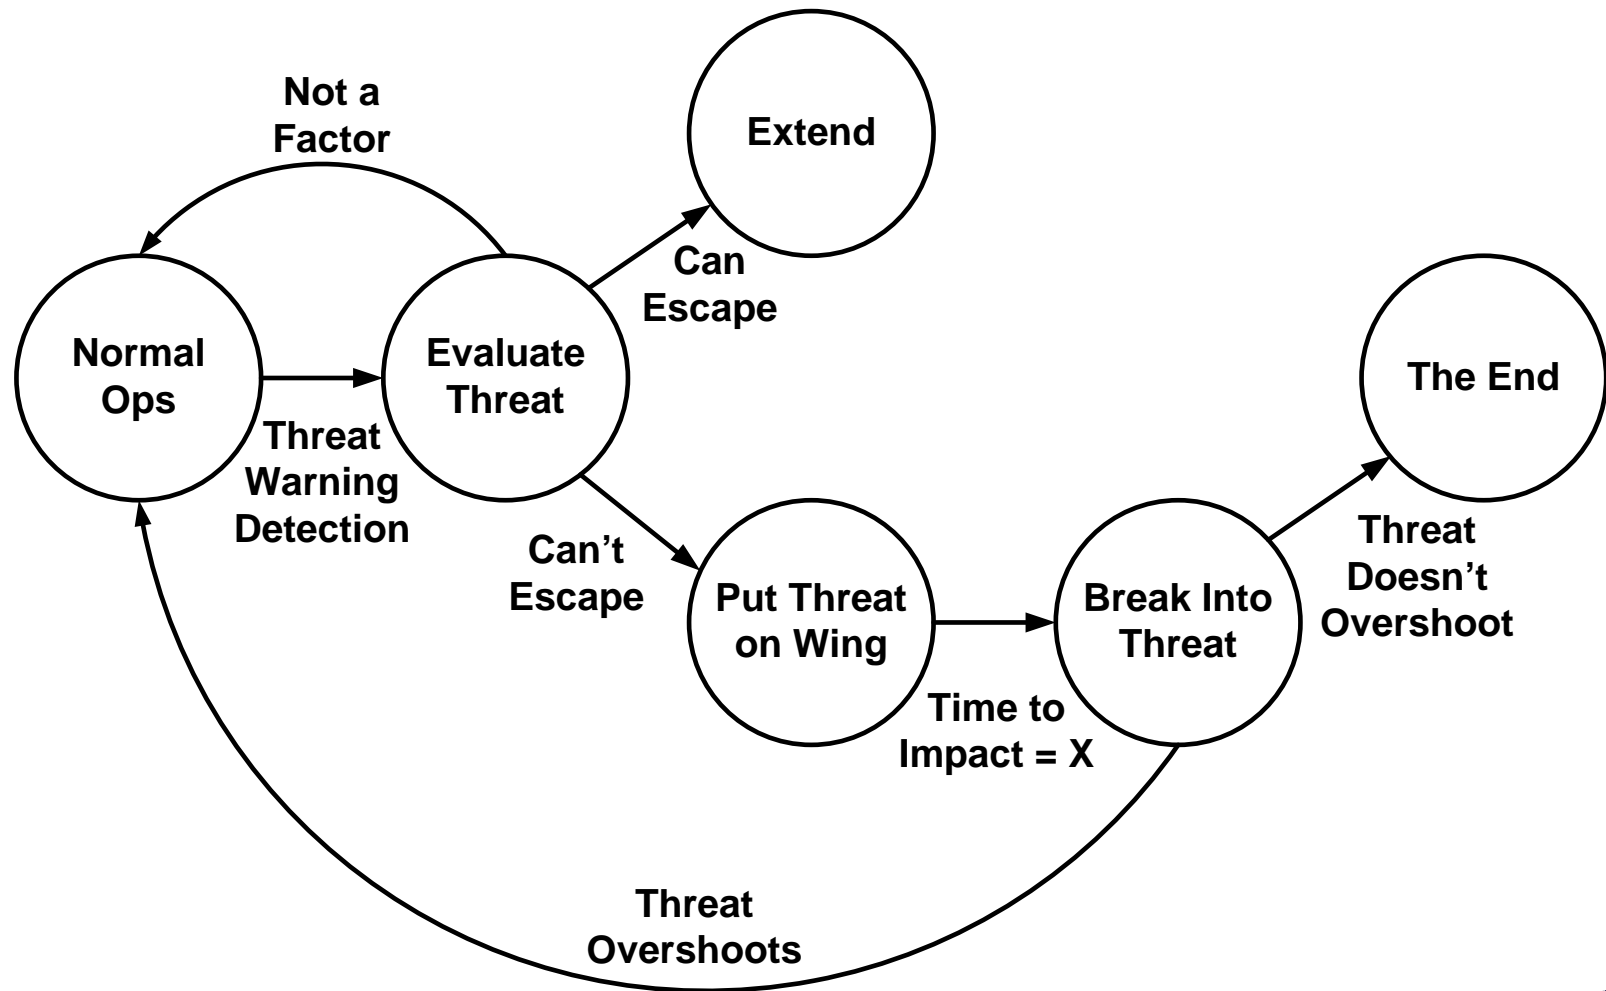 Not a
Factor
Extend
Can
Escape
Normal
Ops
Evaluate
Threat
The End
Threat
Warning
Detection
Can’t
Escape
Put Threat
on Wing
Break Into
Threat
Threat
Doesn’t
Overshoot
Time to
Impact = X
Threat
Overshoots